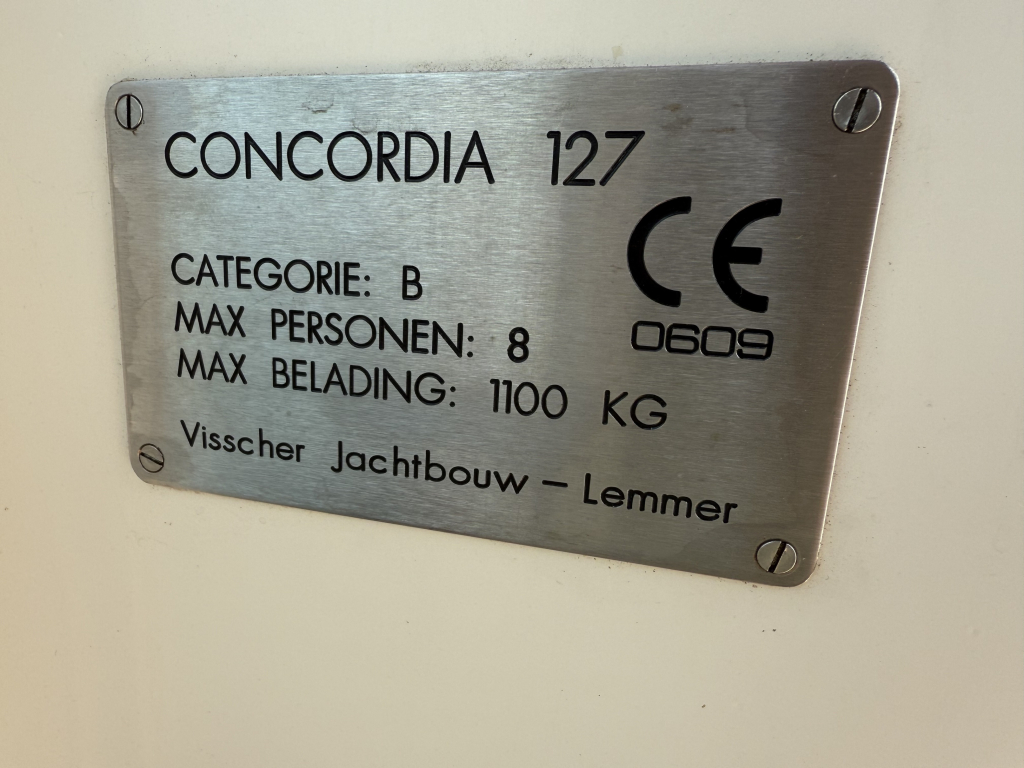 CONCORDIA 127
CE
0609
CATEGORIE: B
MAX PERSONEN: 8
MAX BELADING: 1100 KG
Visscher Jachtbouw – Lemmer